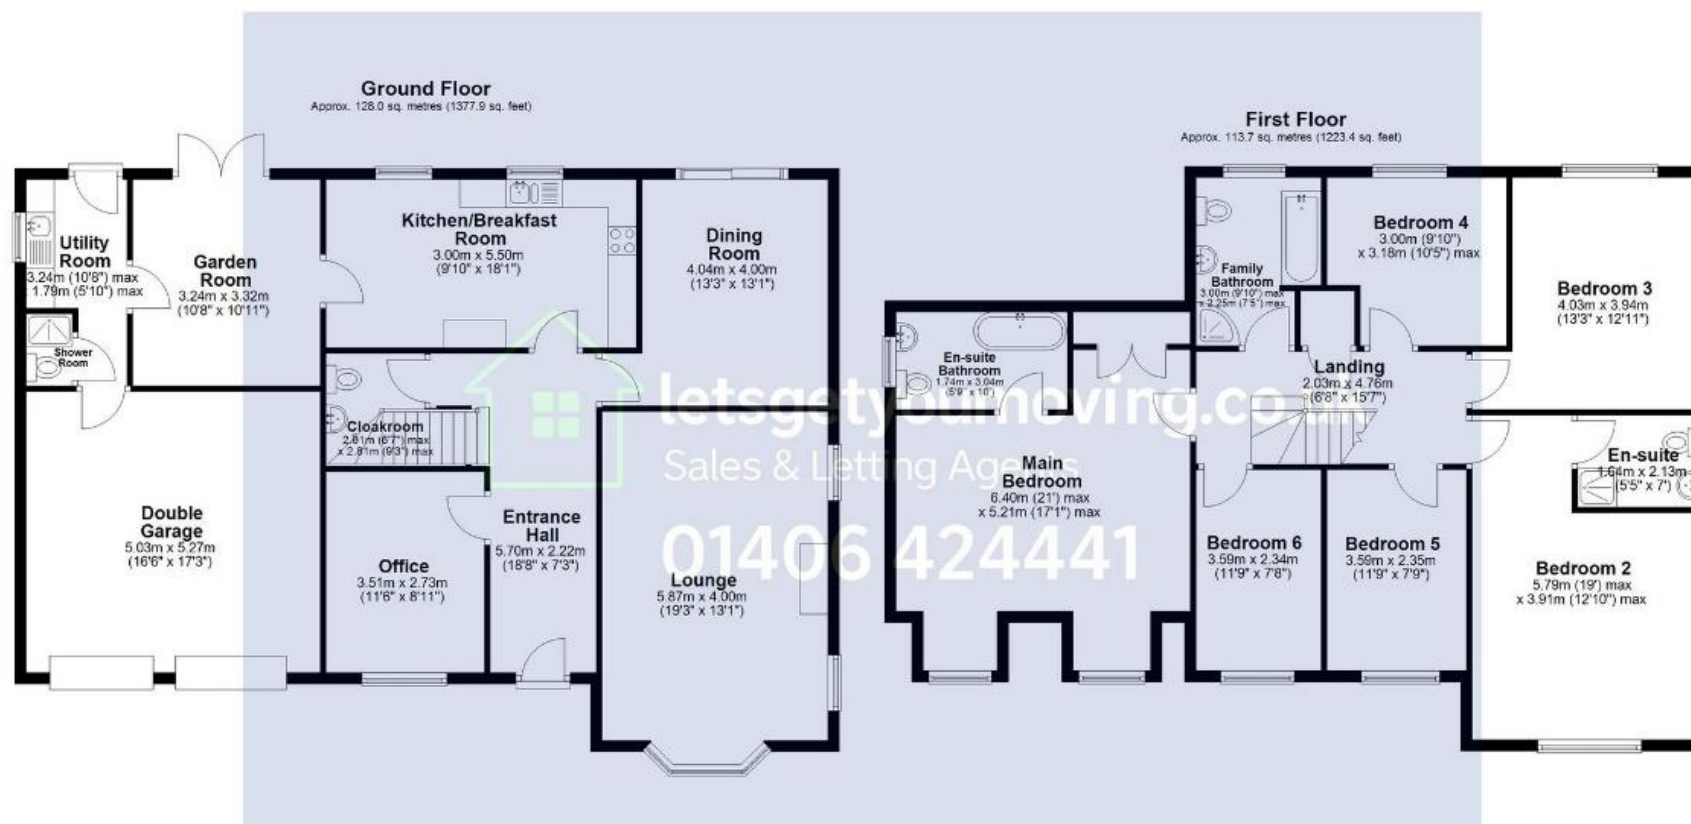 Ground Floor
Approx. 128.0 sq. metres (1377.9 sq. feet)
Utility
Room
3.24m (10'8") max
x 1.79m (5'10") max
Garden
Room
3.24m x 3.32m
(10'8" x 10'11")
Kitchen/Breakfast
Room
3.00m x 5.50m
(9'10" x 18'1")
Dining
Room
4.04m x 4.00m
(13'3" x 13'1")
Shower
Room
Cloakroom
2.01m (6'7") max
x 2.81m (9'3") max
Double
Garage
5.03m x 5.27m
(16'6" x 17'3")
Office
3.51m x 2.73m
(11'6" x 8'11")
Entrance
Hall
5.70m x 2.22m
(18'8" x 7'3")
Lounge
5.87m x 4.00m
(19'3" x 13'1")
First Floor
Approx. 113.7 sq. metres (1223.4 sq. feet)
Family
Bathroom
3.00m (9'10") max
x 2.25m (7'5") max
Bedroom 4
3.00m (9'10")
x 3.18m (10'5") max
Bedroom 3
4.03m x 3.94m
(13'3" x 12'11")
En-suite
Bathroom
1.74m x 3.04m
(5'9" x 10')
Landing
2.03m x 4.76m
(6'8" x 15'7")
Main
Bedroom
6.40m (21') max
x 5.21m (17'1") max
En-suite
1.64m x 2.13m
(5'5" x 7')
Bedroom 6
3.59m x 2.34m
(11'9" x 7'8")
Bedroom 5
3.59m x 2.35m
(11'9" x 7'9")
Bedroom 2
5.79m (19') max
x 3.91m (12'10") max
letsgetyoumoving.co.uk
Sales & Letting Agents
01406 424441